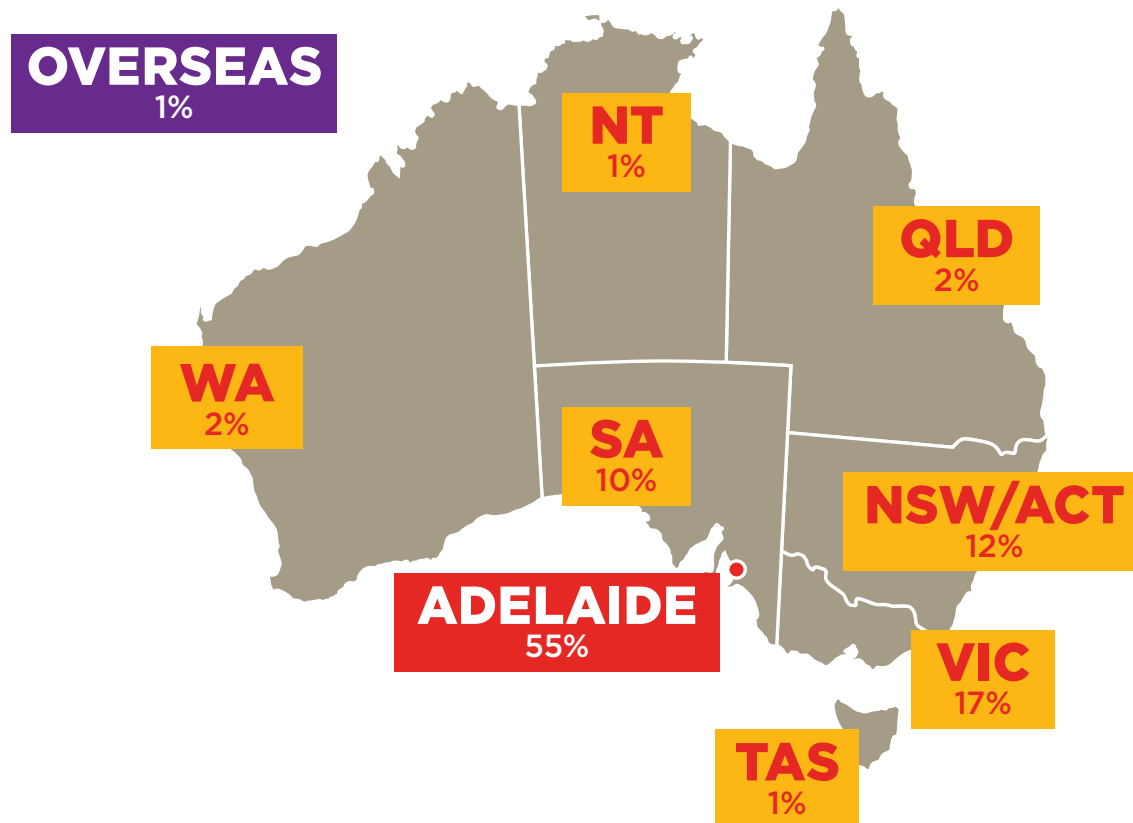 OVERSEAS
1%
NT
1%
QLD
2%
WA
2%
SA
10%
NSW/ACT
12%
ADELAIDE
55%
VIC
17%
TAS
1%